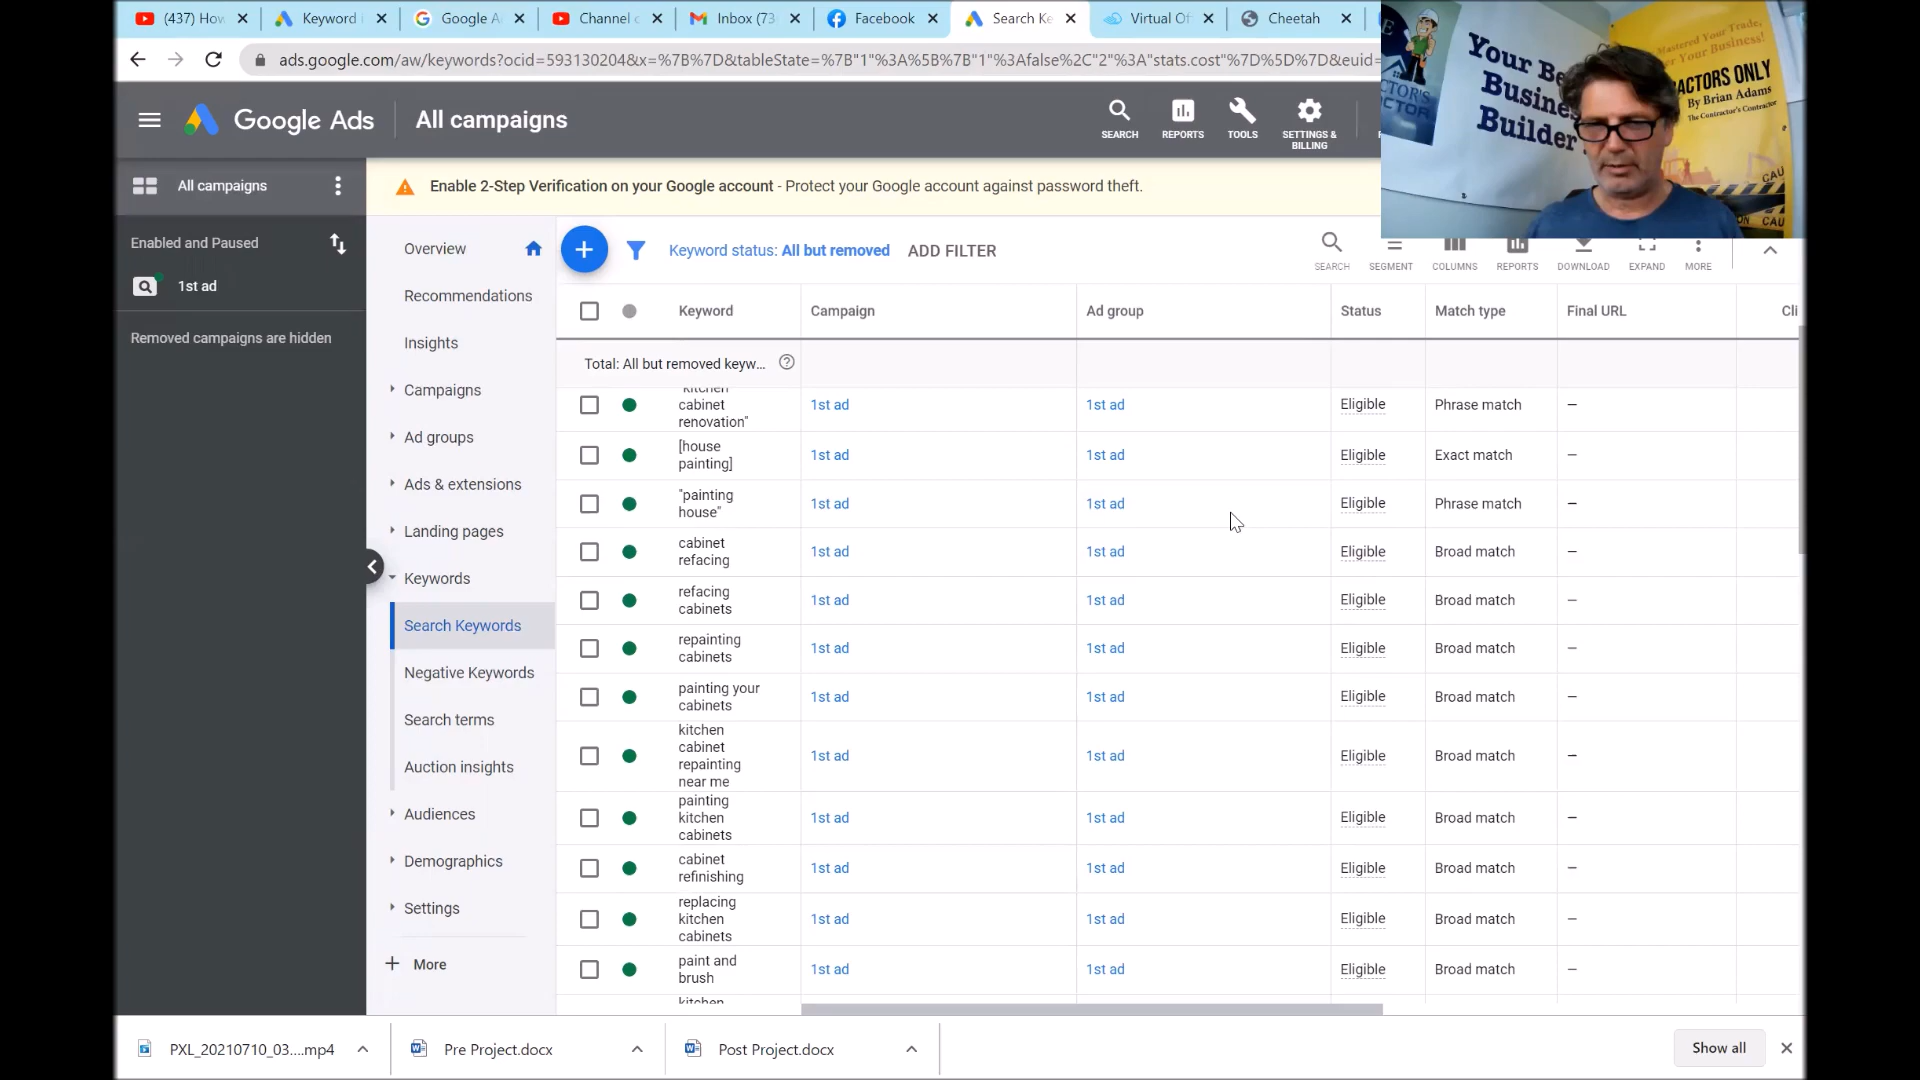 (437) How
Keyword
Google A
Channel
Inbox (73
Facebook
Search Ke
Virtual Of
Cheetah
ads.google.com/aw/keywords?ocid=593130204&x=%7B%7D&tableState=%7B"1"%3A%5B%7B"1"%3Afalse%2C"2"%3A"stats.cost"%7D%5D%7D&euid=
Your Be
Business
Builder
Mastered Your Trade,
Your Business!
ACTORS ONLY
By Brian Adams
The Contractor's Contractor
Google Ads
All campaigns
SEARCH
REPORTS
TOOLS
SETTINGS &
BILLING
All campaigns
Enable 2-Step Verification on your Google account - Protect your Google account against password theft.
Enabled and Paused
1st ad
Removed campaigns are hidden
Overview
Recommendations
Insights
Campaigns
Ad groups
Ads & extensions
Landing pages
Keywords
Search Keywords
Negative Keywords
Search terms
Auction insights
Audiences
Demographics
Settings
+ More
Keyword status: All but removed
ADD FILTER
SEARCH
SEGMENT
COLUMNS
REPORTS
DOWNLOAD
EXPAND
MORE
Keyword Campaign Ad group Status Match type Final URL Cli
Total: All but removed keyw...
"kitchen
cabinet
renovation"
1st ad 1st ad Eligible Phrase match —
[house
painting]
1st ad 1st ad Eligible Exact match —
"painting
house"
1st ad 1st ad Eligible Phrase match —
cabinet
refacing
1st ad 1st ad Eligible Broad match —
refacing
cabinets
1st ad 1st ad Eligible Broad match —
repainting
cabinets
1st ad 1st ad Eligible Broad match —
painting your
cabinets
1st ad 1st ad Eligible Broad match —
kitchen
cabinet
repainting
near me
1st ad 1st ad Eligible Broad match —
painting
kitchen
cabinets
1st ad 1st ad Eligible Broad match —
cabinet
refinishing
1st ad 1st ad Eligible Broad match —
replacing
kitchen
cabinets
1st ad 1st ad Eligible Broad match —
paint and
brush
1st ad 1st ad Eligible Broad match —
kitchen
PXL_20210710_03....mp4
Pre Project.docx
Post Project.docx
Show all